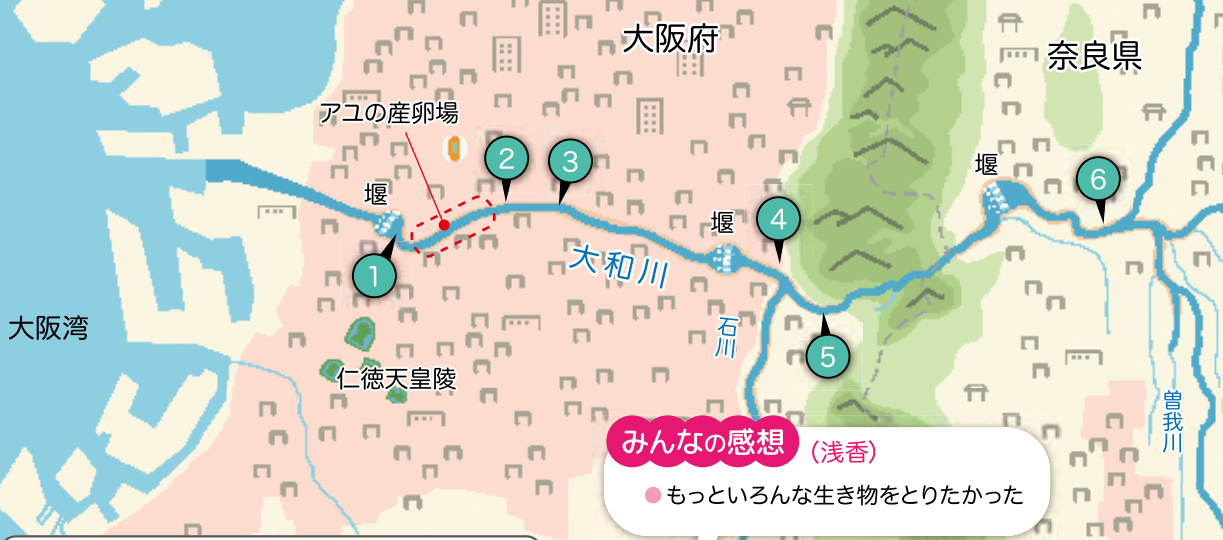 大阪府
奈良県
アユの産卵場
2
3
堰
堰
6
堰
4
1
大和川
大阪湾
石川
5
仁徳天皇陵
曽我川
みんなの感想
(浅香)
もっといろんな生き物をとりたかった